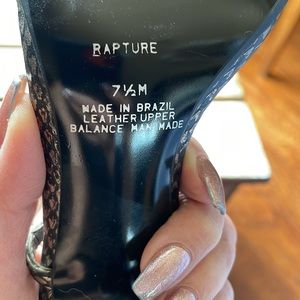 RAPTURE
7½M
MADE IN BRAZIL
LEATHER UPPER
BALANCE MAN MADE